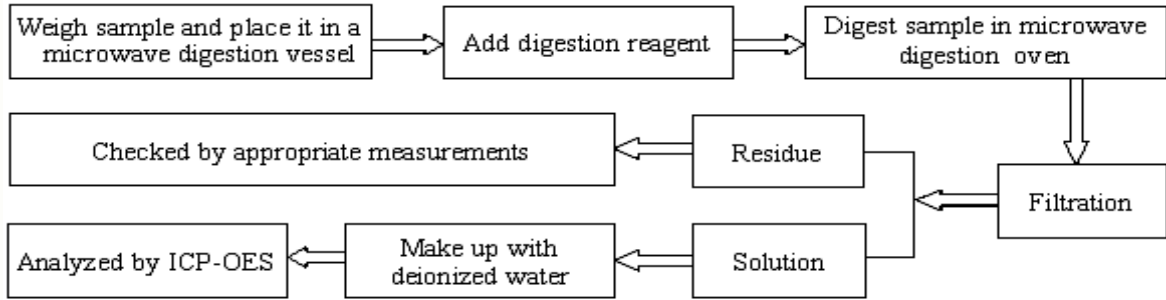 Weigh sample and place it in a
microwave digestion vessel
Add digestion reagent
Digest sample in microwave
digestion oven
Filtration
Residue
Checked by appropriate measurements
Solution
Make up with
deionized water
Analyzed by ICP-OES